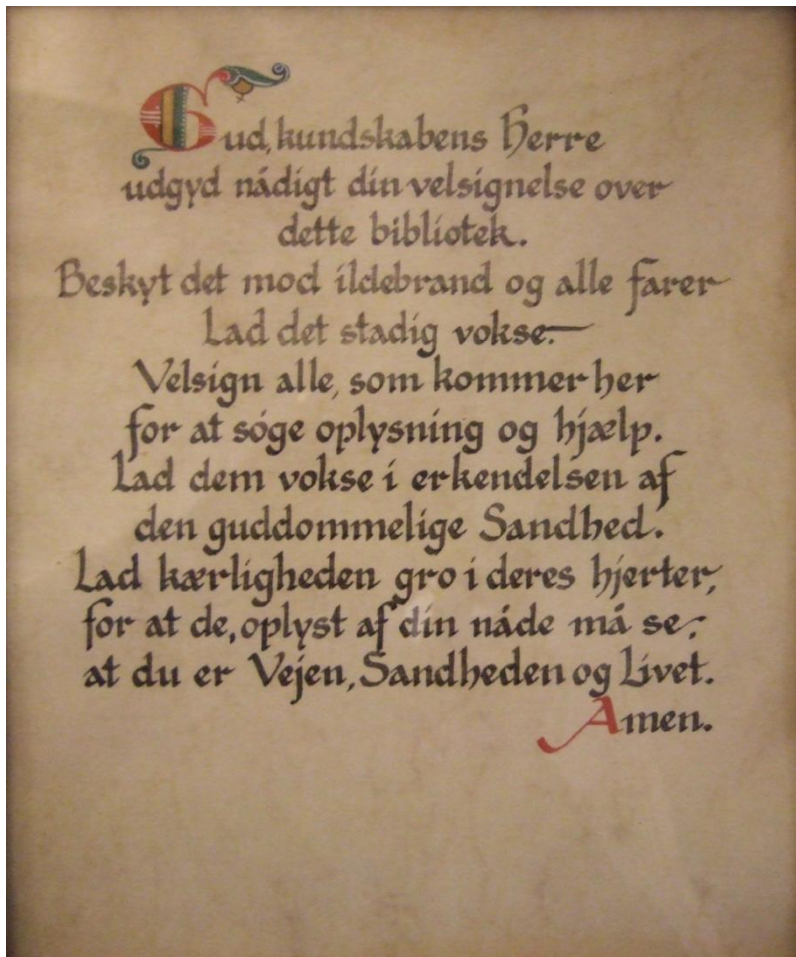 Gud, kundskabens Herre
udgyd nådigt din velsignelse over
dette bibliotek.
Beskyt det mod ildebrand og alle farer
Lad det stadig vokse.
Velsign alle, som kommer her
for at söge oplysning og hjælp.
Lad dem vokse i erkendelsen af
den guddommelige Sandhed.
Lad kærligheden gro i deres hjerter,
for at de, oplyst af din nåde må se,
at du er Vejen, Sandheden og Livet.
Amen.